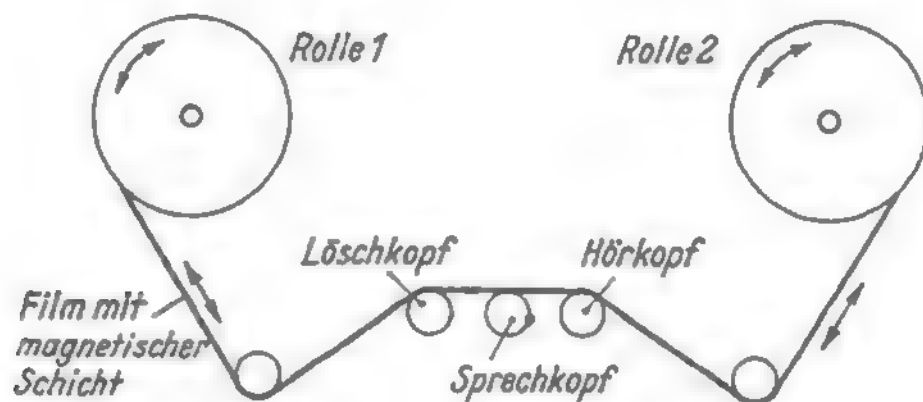 Rolle 1
Rolle 2
Löschkopf
Hörkopf
Film mit
magnetischer
Schicht
Sprechkopf